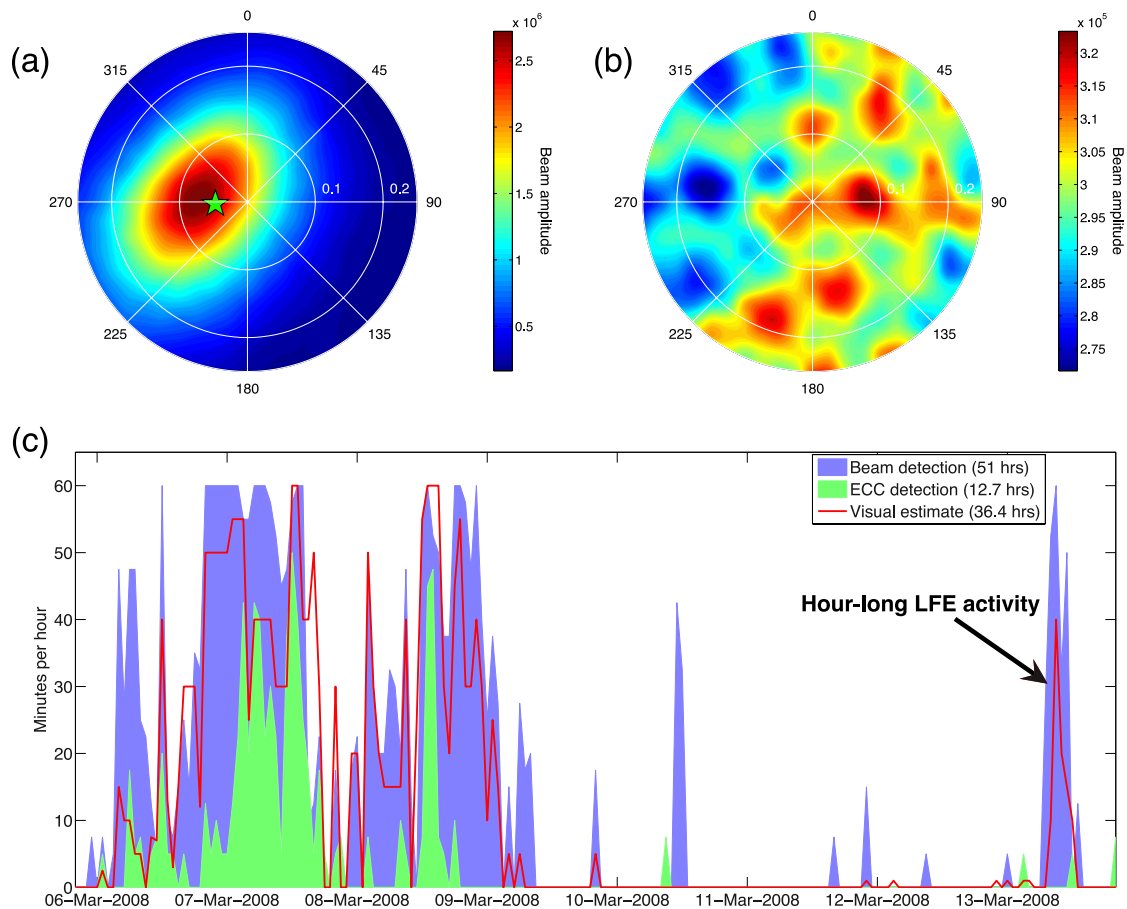 (a)
0
45
90
135
180
225
270
315
0.1
0.2
x 10^6
2.5
2
1.5
1
0.5
Beam amplitude
(b)
0
45
90
135
180
225
270
315
0.1
0.2
x 10^5
3.2
3.15
3.1
3.05
3
2.95
2.9
2.85
2.8
2.75
Beam amplitude
(c)
Minutes per hour
60
50
40
30
20
10
0
Beam detection (51 hrs)
ECC detection (12.7 hrs)
Visual estimate (36.4 hrs)
Hour-long LFE activity
06-Mar-2008
07-Mar-2008
8-Mar-2008
09-Mar-2008
10-Mar-2008
11-Mar-2008
12-Mar-2008
13-Mar-2008